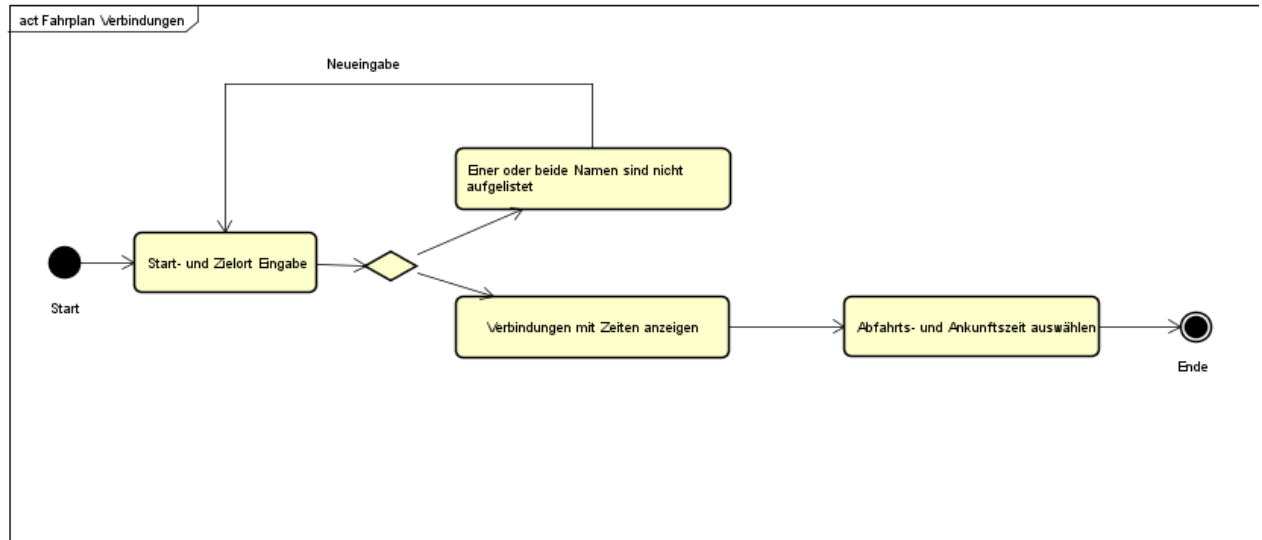 act Fahrplan Verbindungen
Neueingabe
Einer oder beide Namen sind nicht
aufgelistet
Start- und Zielort Eingabe
Start
Verbindungen mit Zeiten anzeigen
Abfahrts- und Ankunftszeit auswählen
Ende